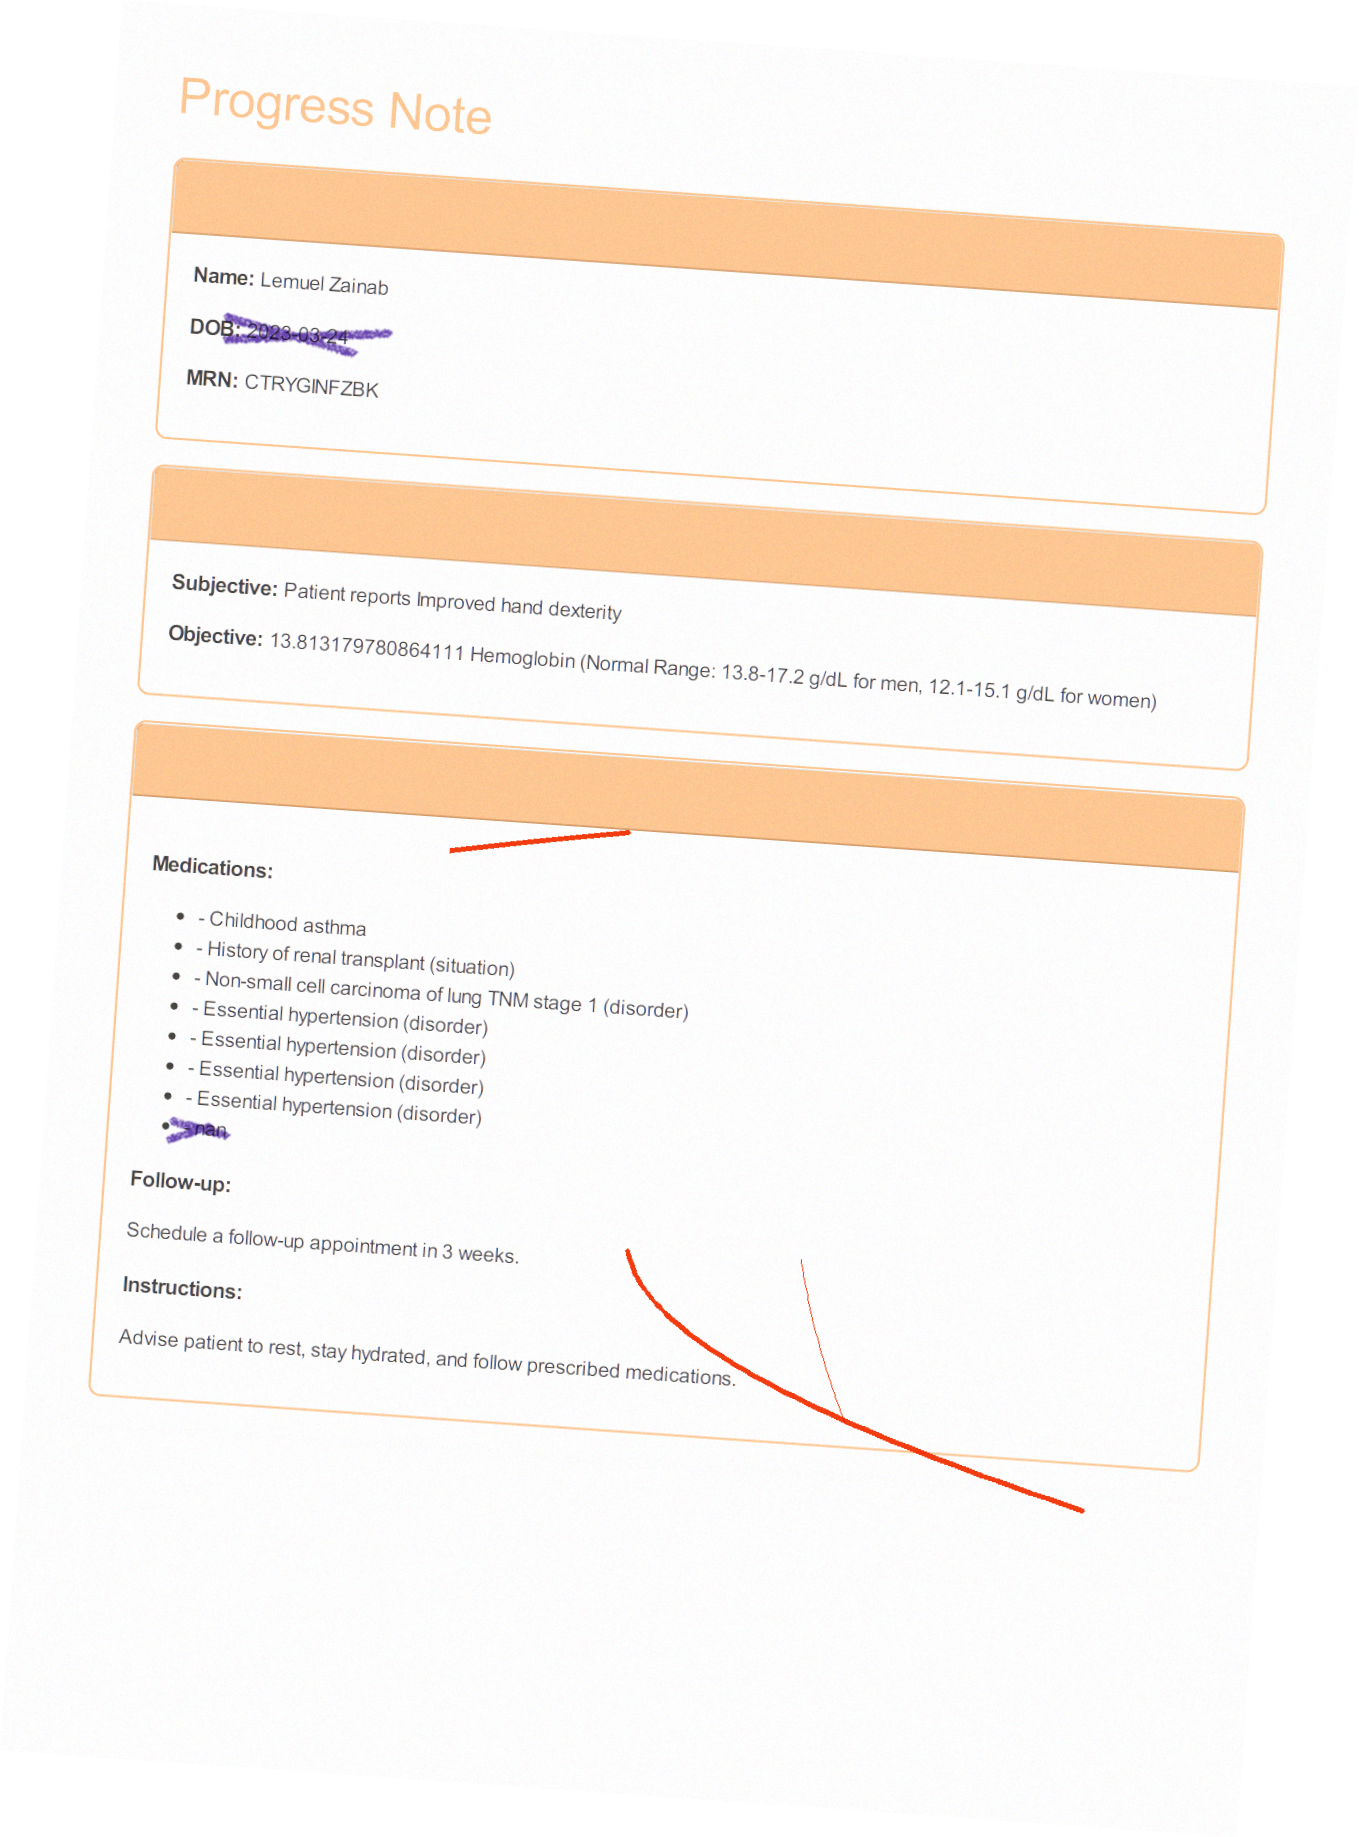 Progress Note
Name: Lemuel Zainab
DOB: 2023-03-24
MRN: CTRYGINFZBK
Subjective: Patient reports Improved hand dexterity
Objective: 13.813179780864111 Hemoglobin (Normal Range: 13.8-17.2 g/dL for men, 12.1-15.1 g/dL for women)
Medications:
- Childhood asthma
- History of renal transplant (situation)
- Non-small cell carcinoma of lung TNM stage 1 (disorder)
- Essential hypertension (disorder)
- Essential hypertension (disorder)
- Essential hypertension (disorder)
- Essential hypertension (disorder)
- nan
Follow-up:
Schedule a follow-up appointment in 3 weeks.
Instructions:
Advise patient to rest, stay hydrated, and follow prescribed medications.